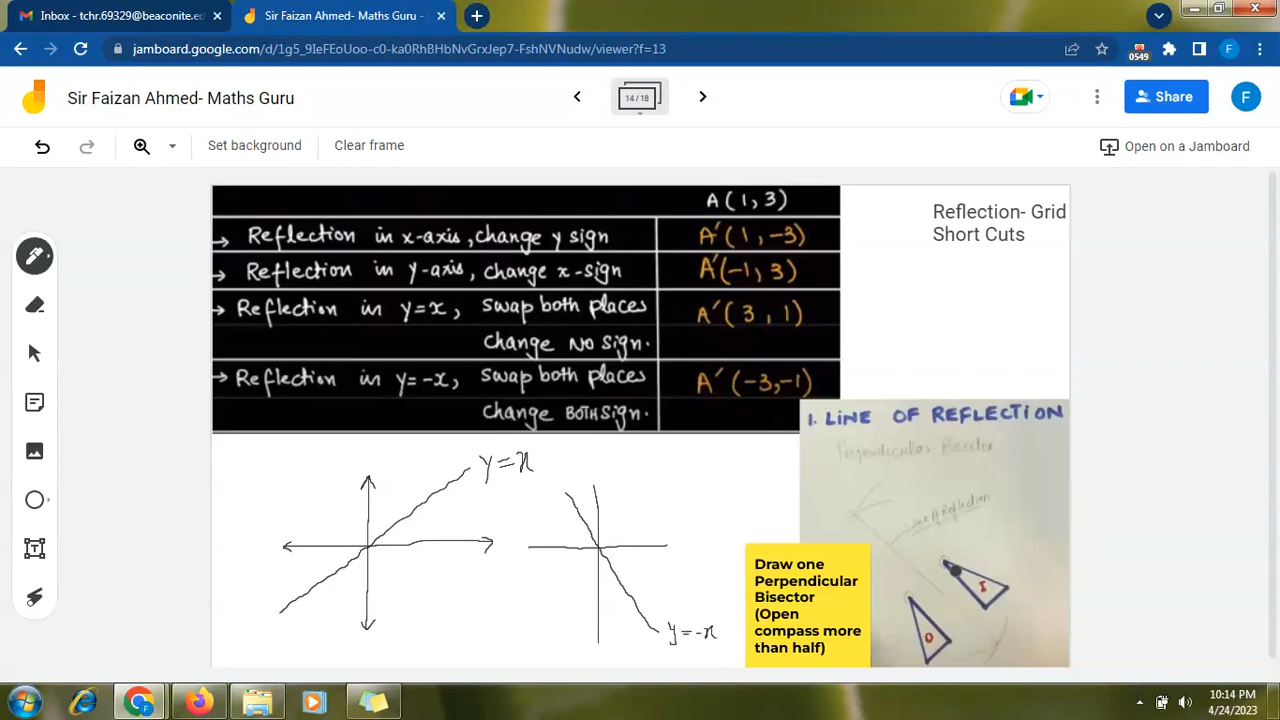 Inbox - tchr.69329@beaconite.ed
Sir Faizan Ahmed- Maths Guru -
jamboard.google.com/d/1g5_9IeFEoUoo-c0-ka0RhBHbNvGrxJep7-FshNVNudw/viewer?f=13
F
0549
Sir Faizan Ahmed- Maths Guru
14 / 18
Share
F
Set background
Clear frame
Open on a Jamboard
A(1,3)
→ Reflection in x-axis, change y sign
A′(1,-3)
→ Reflection in y-axis, change x-sign
A′(-1,3)
→ Reflection in y=x, Swap both places
Change NO Sign.
A′(3,1)
→ Reflection in y=-x, Swap both places
Change BOTH Sign.
A′(-3,-1)
Reflection- Grid
Short Cuts
y=x
y=-x
1. LINE OF REFLECTION
Perpendicular Bisector
Line of Reflection
I
O
Draw one
Perpendicular
Bisector
(Open
compass more
than half)
10:14 PM
4/24/2023